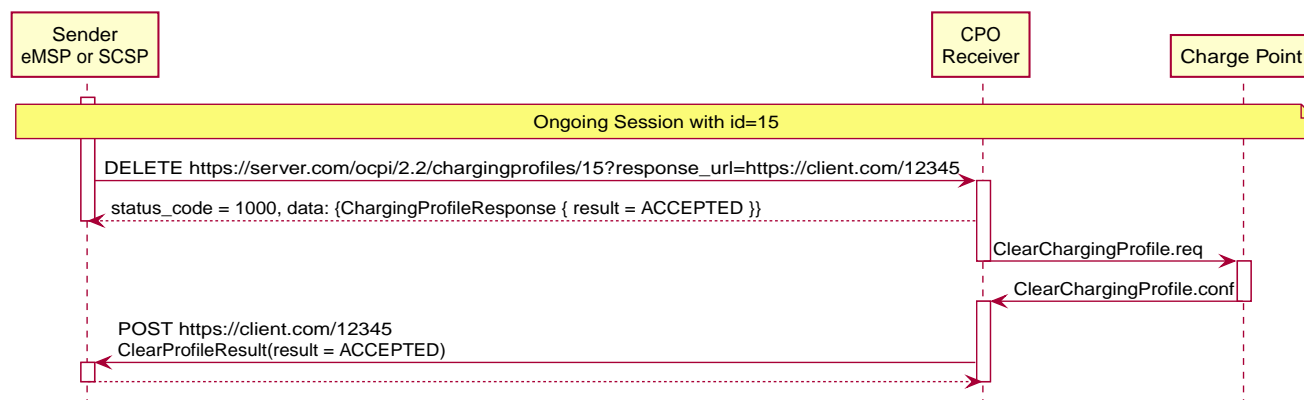 Sender
eMSP or SCSP
CPO
Receiver
Charge Point
Ongoing Session with id=15
DELETE https://server.com/ocpi/2.2/chargingprofiles/15?response_url=https://client.com/12345
status_code = 1000, data: {ChargingProfileResponse { result = ACCEPTED }}
ClearChargingProfile.req
ClearChargingProfile.conf
POST https://client.com/12345
ClearProfileResult(result = ACCEPTED)